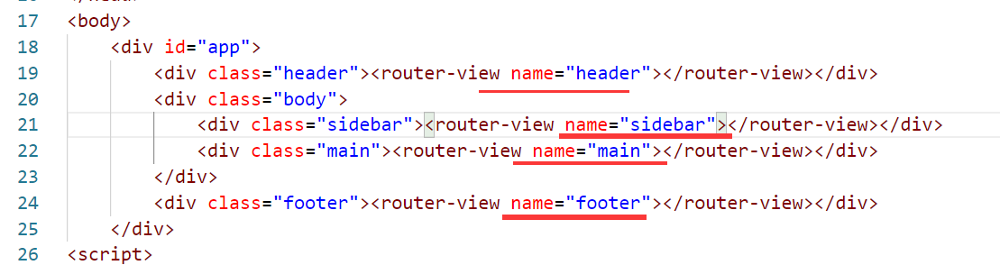 17 <body>
18     <div id="app">
19         <div class="header"><router-view name="header"></router-view></div>
20         <div class="body">
21             <div class="sidebar"><router-view name="sidebar"></router-view></div>
22             <div class="main"><router-view name="main"></router-view></div>
23         </div>
24         <div class="footer"><router-view name="footer"></router-view></div>
25     </div>
26 <script>